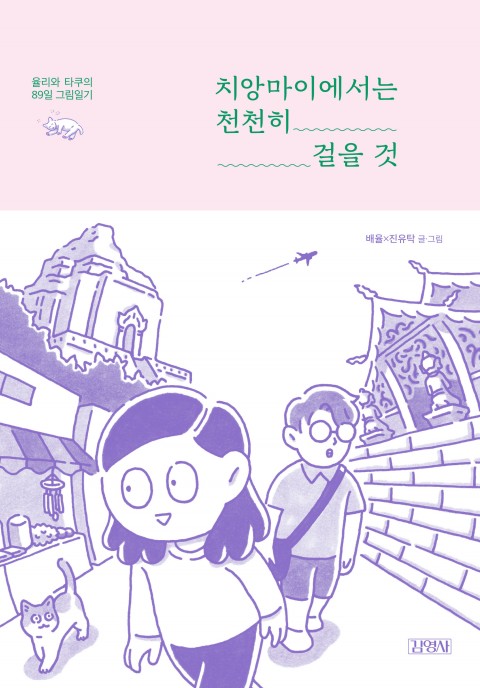 율리와 타쿠의
89일 그림일기
치앙마이에서는
천천히
걸을 것
배율×진유탁 글·그림
김영사